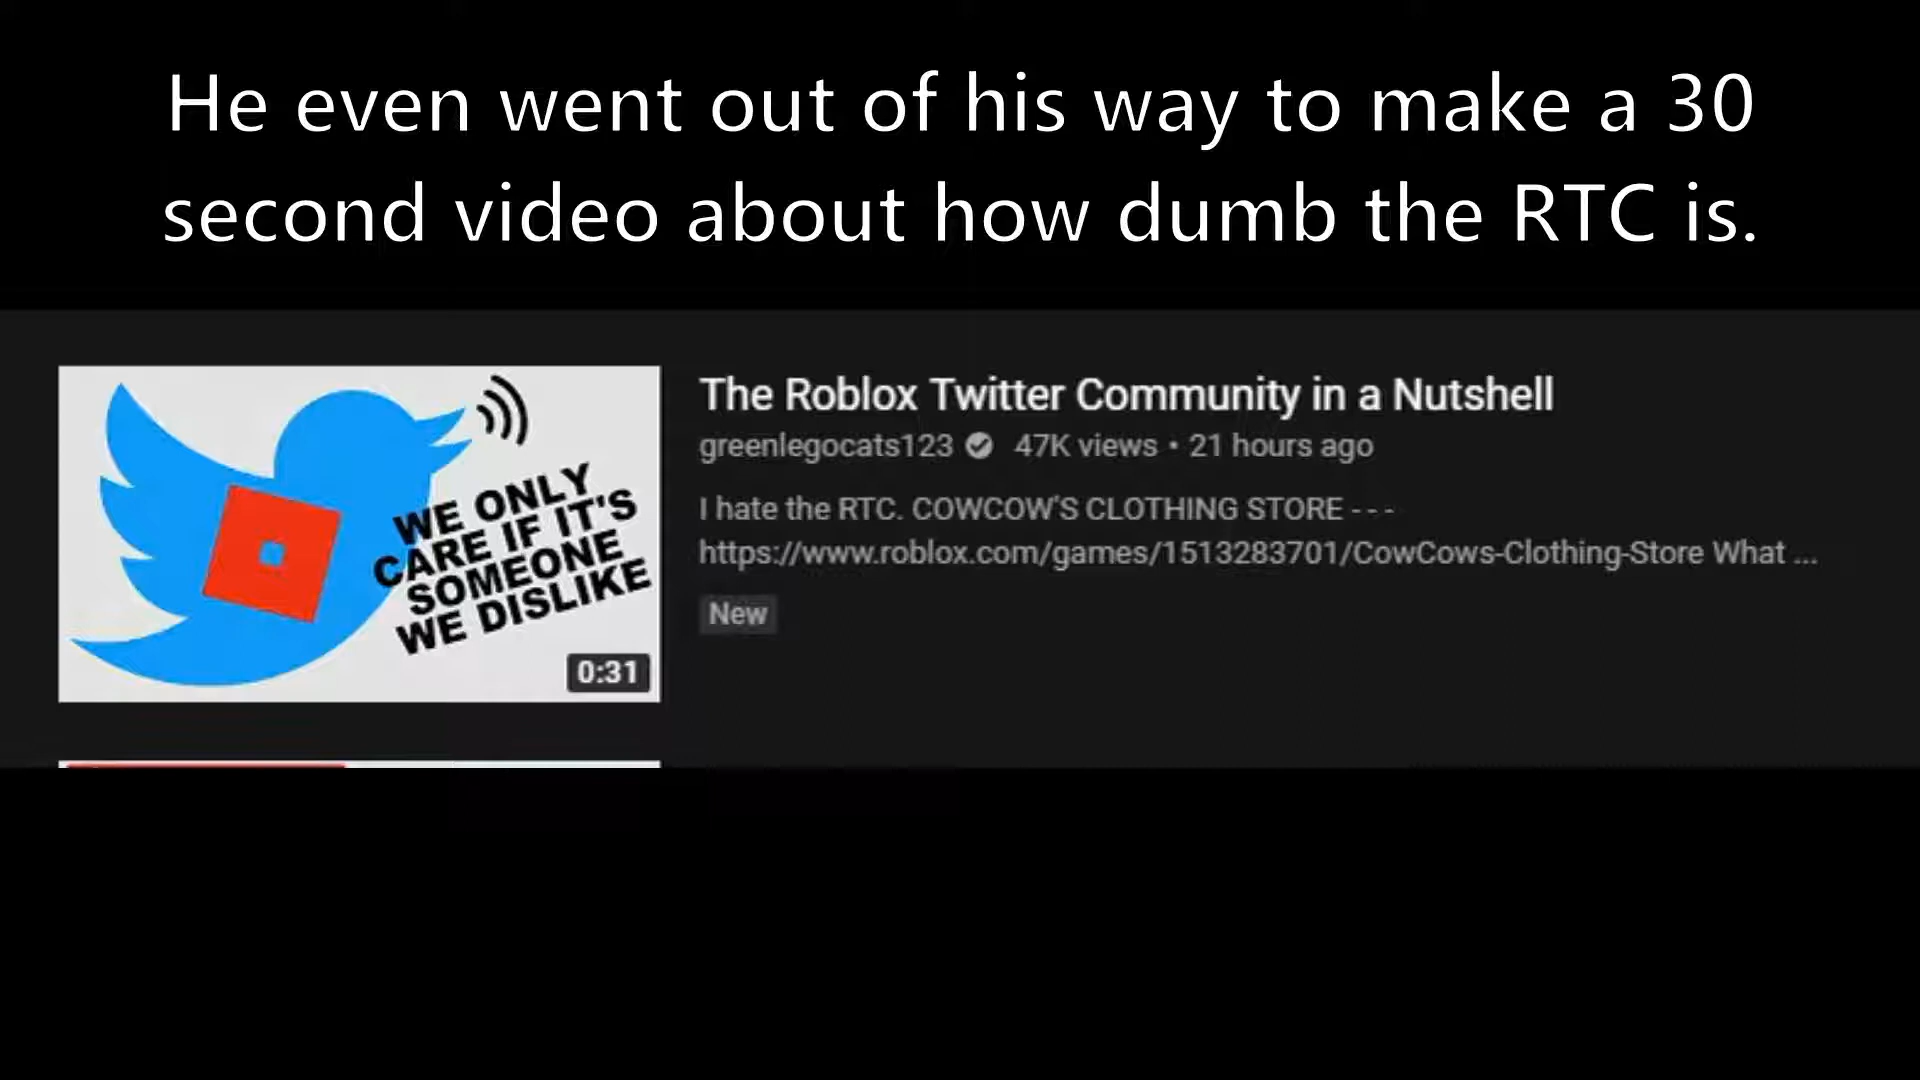 He even went out of his way to make a 30
second video about how dumb the RTC is.
The Roblox Twitter Community in a Nutshell
greenlegocats123 47K views • 21 hours ago
I hate the RTC. COWCOW'S CLOTHING STORE - - -
https://www.roblox.com/games/1513283701/CowCows-Clothing-Store What ...
New
WE ONLY
CARE IF IT'S
SOMEONE
WE DISLIKE
0:31